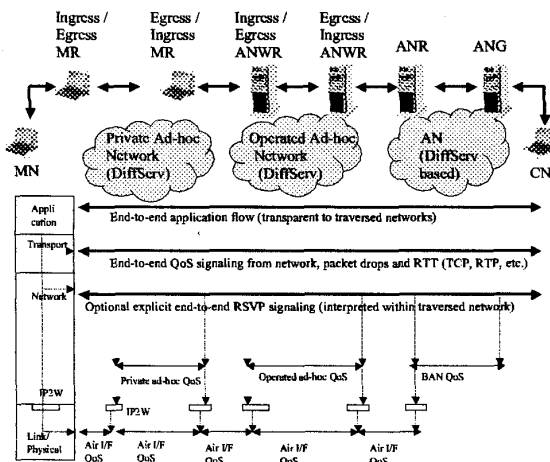 Ingress /
Egress
MR
Egress /
Ingress
MR
Ingress /
Egress
ANWR
Egress /
Ingress
ANWR
ANR
ANG
MN
Private Ad-hoc
Network
(DiffServ)
Operated Ad-hoc
Network
(DiffServ)
AN
(DiffServ
based)
CN
Appli
cation
End-to-end application flow (transparent to traversed networks)
Transport
End-to-end QoS signaling from network, packet drops and RTT (TCP, RTP, etc.)
Network
Optional explicit end-to-end RSVP signaling (interpreted within traversed network)
Private ad-hoc QoS
Operated ad-hoc QoS
BAN QoS
IP2W
IP2W
Link/
Physical
Air I/F
QoS
Air I/F
QoS
Air I/F
QoS
Air I/F
QoS
Air I/F
QoS